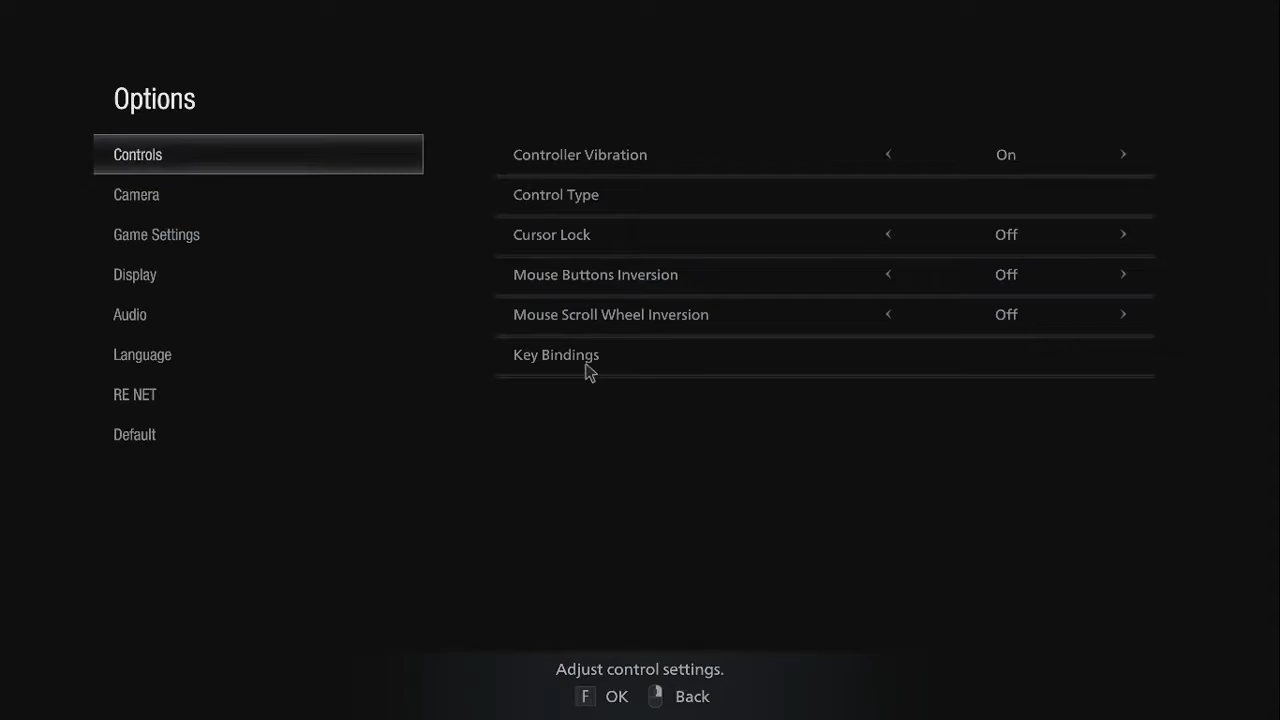 Options
Controls
Camera
Game Settings
Display
Audio
Language
RE NET
Default
Controller Vibration < On >
Control Type
Cursor Lock < Off >
Mouse Buttons Inversion < Off >
Mouse Scroll Wheel Inversion < Off >
Key Bindings
Adjust control settings.
F OK Back